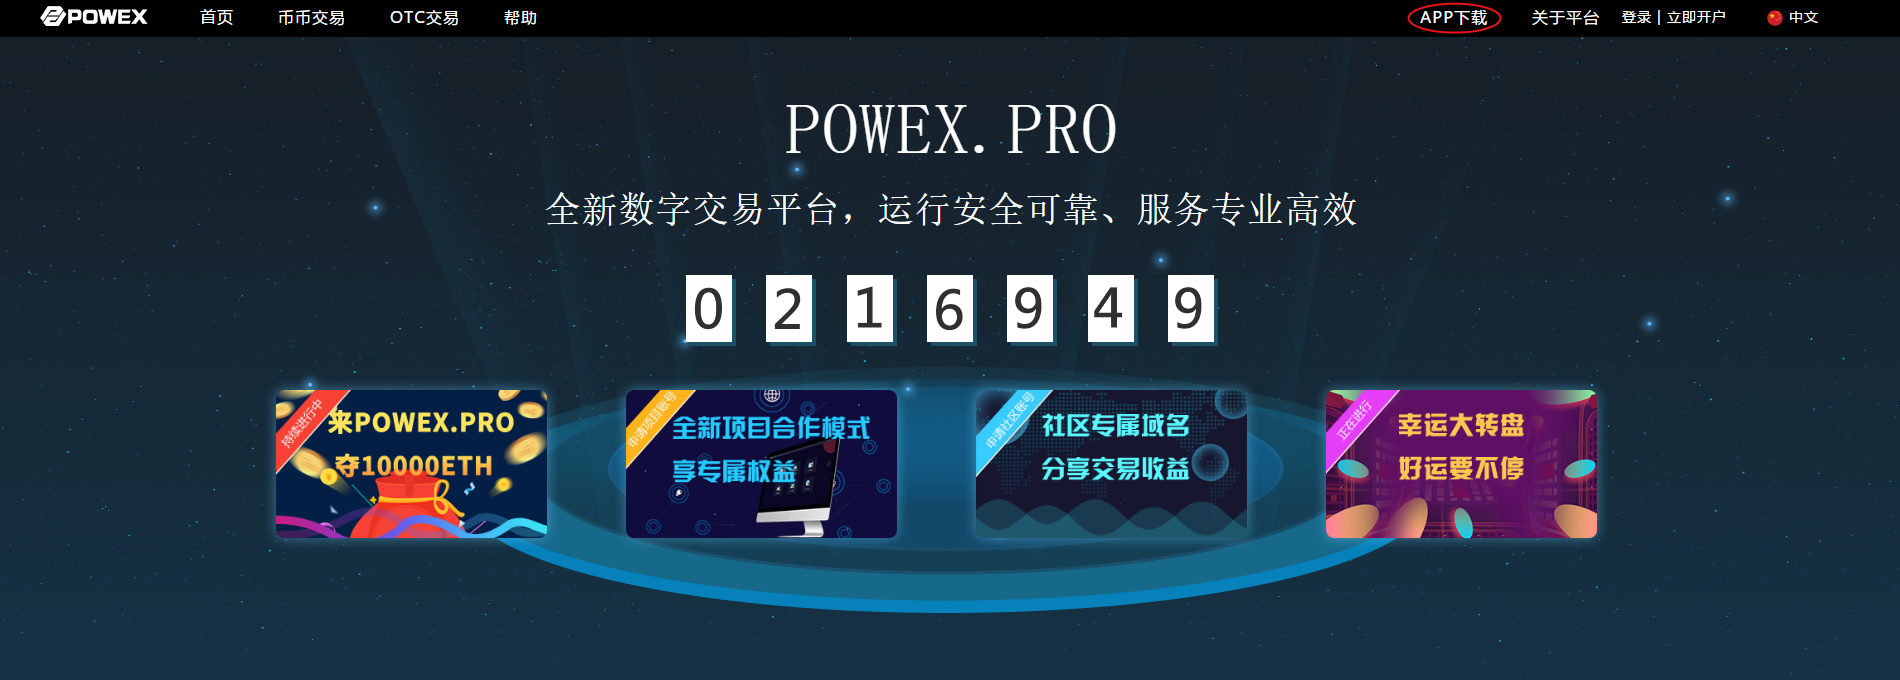 POWEX 首页 币币交易 OTC交易 帮助 APP下载 关于平台 登录 | 立即开户 中文
POWEX.PRO
全新数字交易平台，运行安全可靠、服务专业高效
0 2 1 6 9 4 9
持续进行中
来POWEX.PRO
夺10000ETH
申请项目账号
全新项目合作模式
享专属权益
申请社区账号
社区专属域名
分享交易收益
正在进行
幸运大转盘
好运要不停